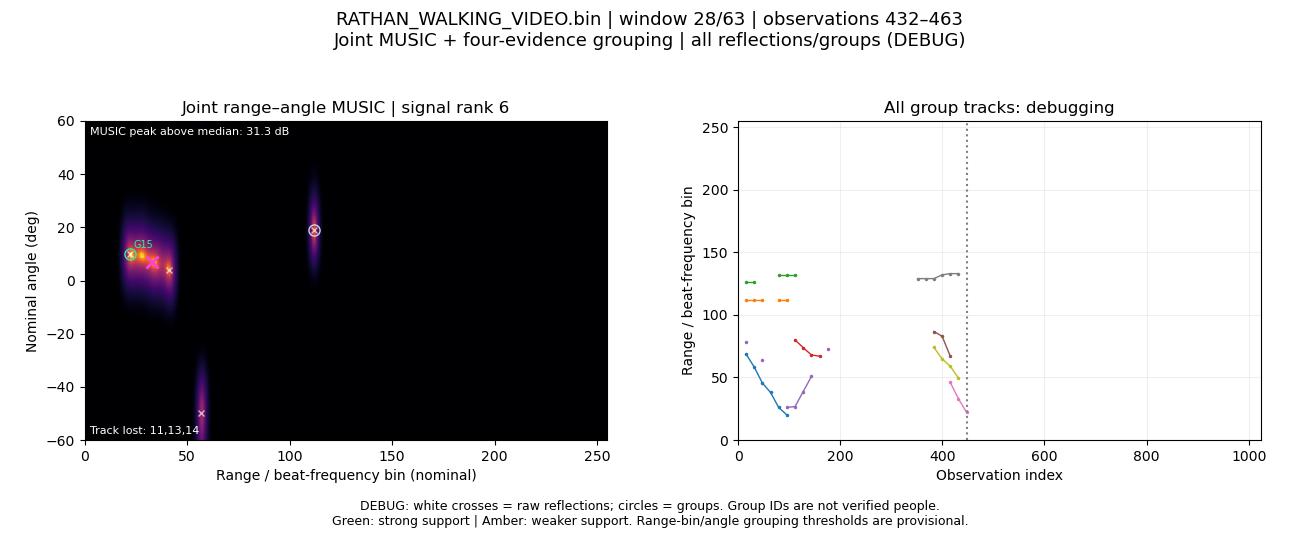 RATHAN_WALKING_VIDEO.bin | window 28/63 | observations 432–463
Joint MUSIC + four-evidence grouping | all reflections/groups (DEBUG)
Joint range–angle MUSIC | signal rank 6
MUSIC peak above median: 31.3 dB
G15
Track lost: 11,13,14
60
40
20
0
−20
−40
−60
Nominal angle (deg)
0
50
100
150
200
250
Range / beat-frequency bin (nominal)
All group tracks: debugging
250
200
150
100
50
0
Range / beat-frequency bin
0
200
400
600
800
1000
Observation index
DEBUG: white crosses = raw reflections; circles = groups. Group IDs are not verified people.
Green: strong support | Amber: weaker support. Range-bin/angle grouping thresholds are provisional.